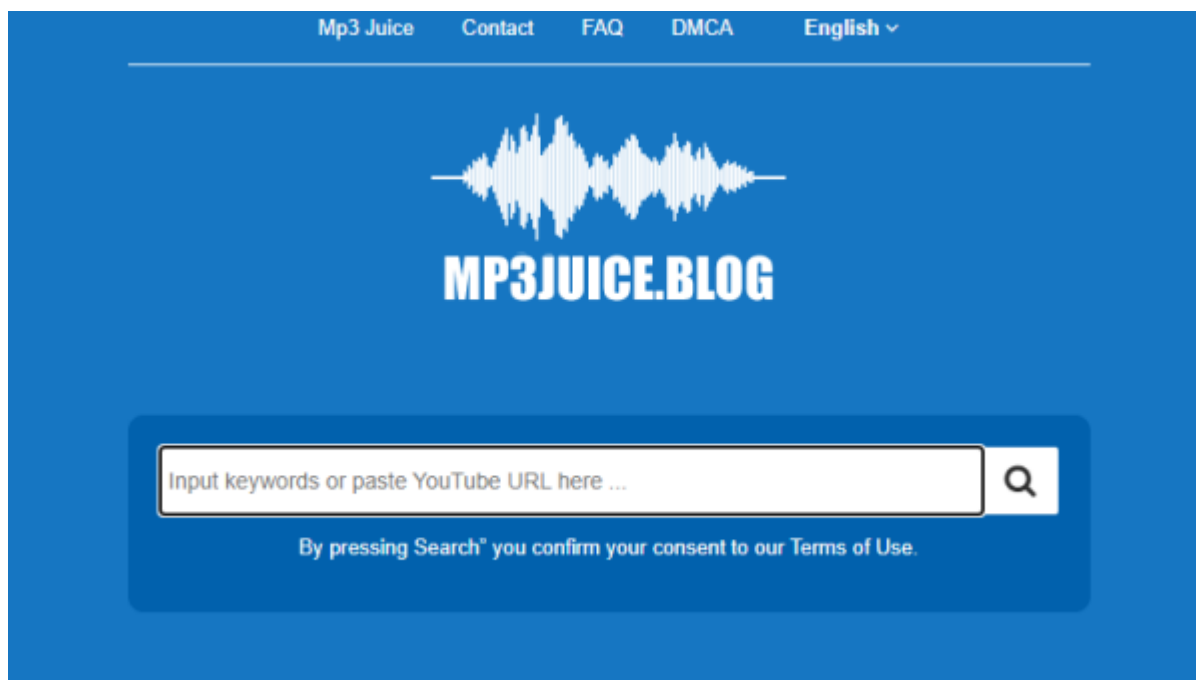 Mp3 Juice Contact FAQ DMCA English
MP3JUICE.BLOG
Input keywords or paste YouTube URL here ...
By pressing Search" you confirm your consent to our Terms of Use.